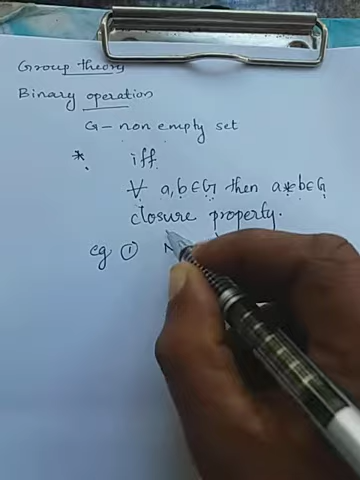 Group theory
Binary operation
G - non empty set
* iff
∀ a, b ∈ G then a * b ∈ G
closure property.
eg ①